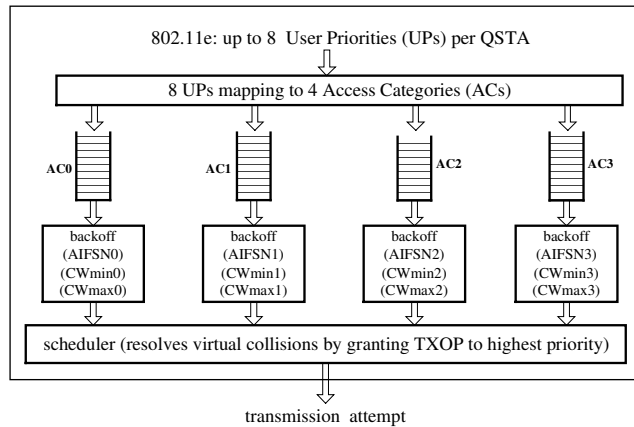 802.11e: up to 8 User Priorities (UPs) per QSTA
8 UPs mapping to 4 Access Categories (ACs)
AC0
AC1
AC2
AC3
backoff
(AIFSN0)
(CWmin0)
(CWmax0)
backoff
(AIFSN1)
(CWmin1)
(CWmax1)
backoff
(AIFSN2)
(CWmin2)
(CWmax2)
backoff
(AIFSN3)
(CWmin3)
(CWmax3)
scheduler (resolves virtual collisions by granting TXOP to highest priority)
transmission attempt